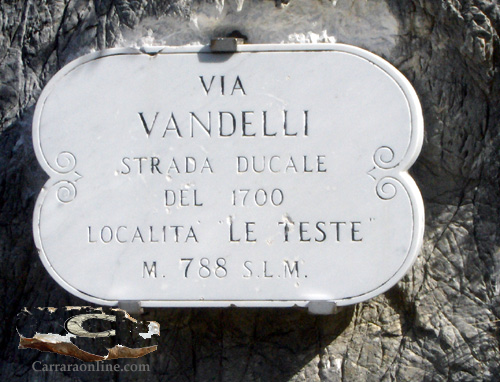 VIA
VANDELLI
STRADA DUCALE
DEL 1700
LOCALITA "LE TESTE"
M. 788 S.L.M.
Carraraonline.com